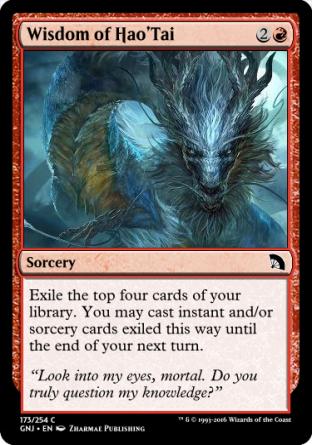 Wisdom of Hao'Tai 2
Sorcery
Exile the top four cards of your
library. You may cast instant and/or
sorcery cards exiled this way until
the end of your next turn.
“Look into my eyes, mortal. Do you
truly question my knowledge?”
173/254 C
GNJ • EN Zharmae Publishing
™ & © 1993-2016 Wizards of the Coast